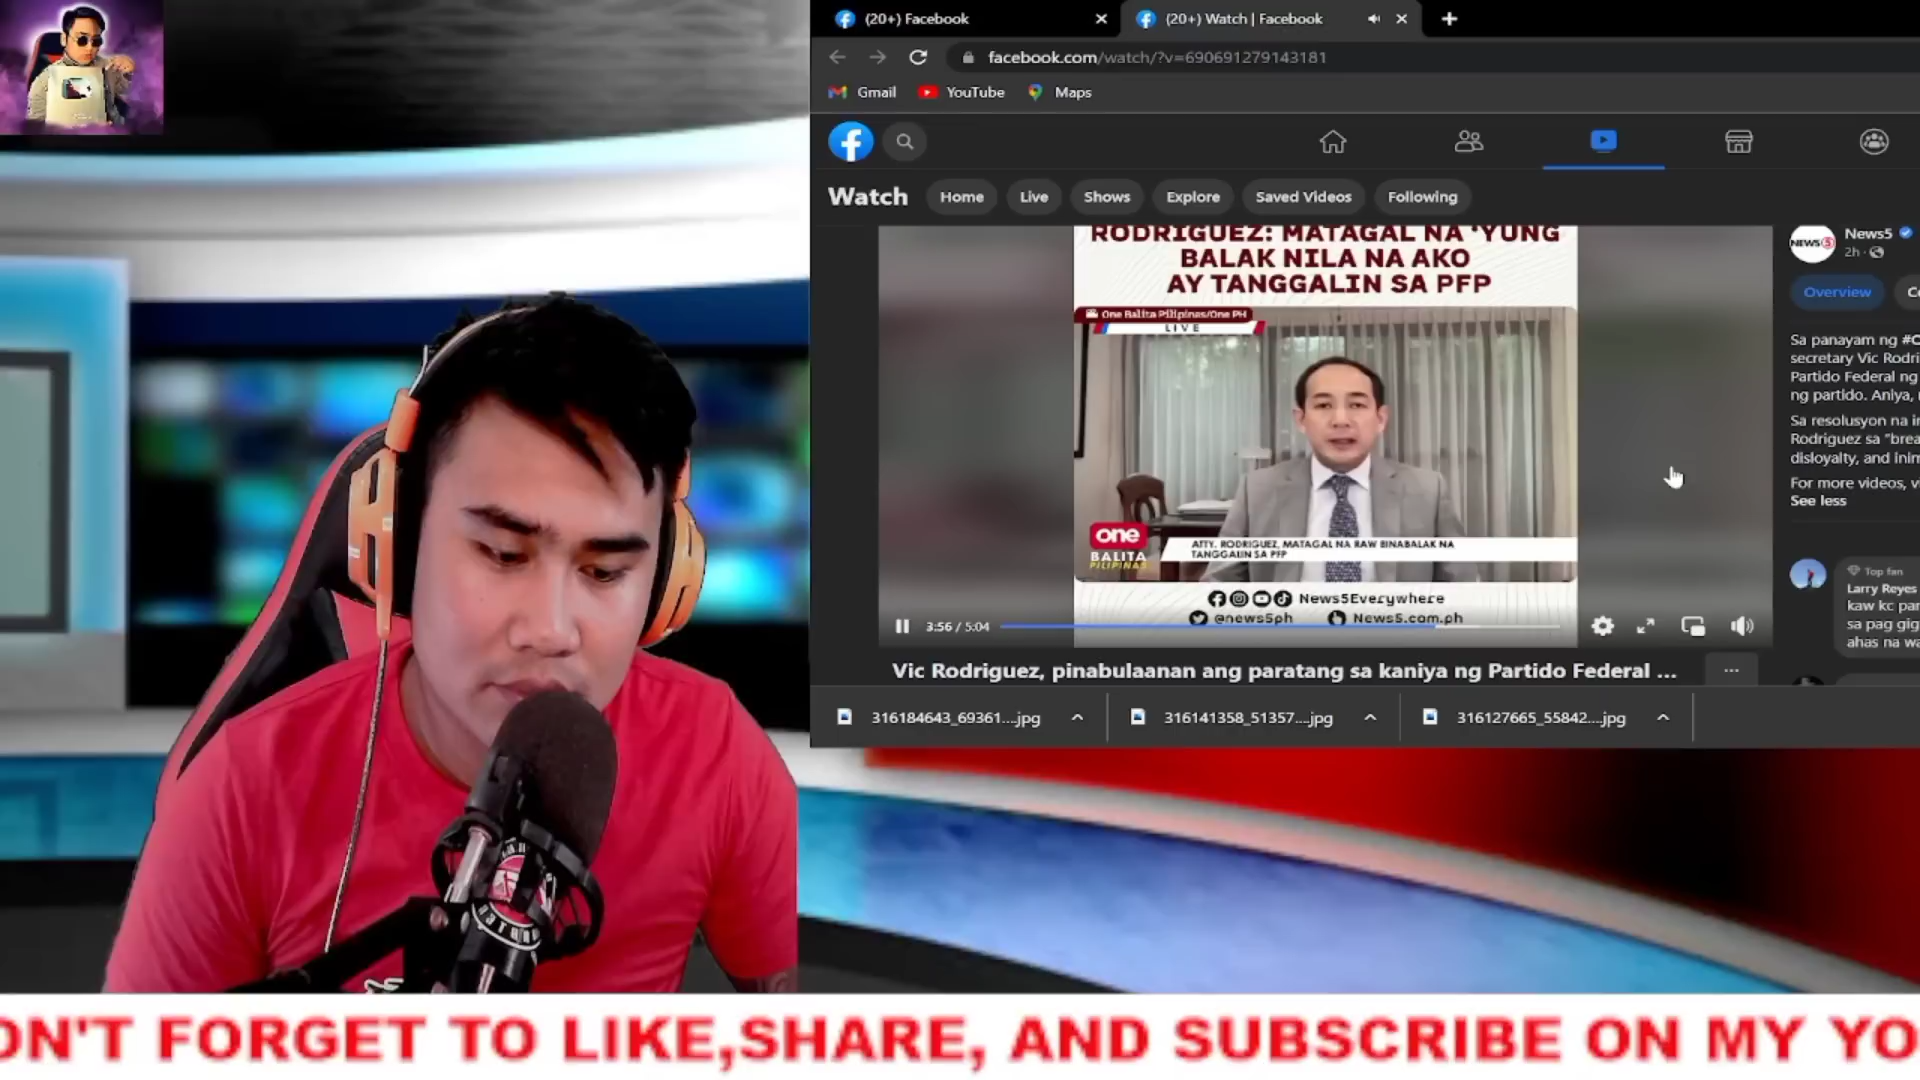 (20+) Facebook
(20+) Watch | Facebook
facebook.com/watch/?v=690691279143181
Gmail
YouTube
Maps
Watch
Home
Live
Shows
Explore
Saved Videos
Following
RODRIGUEZ: MATAGAL NA 'YUNG
BALAK NILA NA AKO
AY TANGGALIN SA PFP
One Balita Pilipinas/One PH
LIVE
one
BALITA
PILIPINAS
ATTY. RODRIGUEZ, MATAGAL NA RAW BINABALAK NA
TANGGALIN SA PFP
News5Everywhere
@news5ph
News5.com.ph
3:56 / 5:04
Vic Rodriguez, pinabulaanan ang paratang sa kaniya ng Partido Federal ...
NEWS5
News5
2h
Overview
Sa panayam ng
secretary Vic
Partido Federal ng
ng partido. Aniya,
Sa resolusyon na
Rodriguez sa
disloyalty, and
For more videos,
See less
Top fan
Larry Reyes
kaw kc
sa pag
ahas na
316184643_69361....jpg
316141358_51357....jpg
316127665_55842....jpg
ON'T FORGET TO LIKE,SHARE, AND SUBSCRIBE ON MY YO